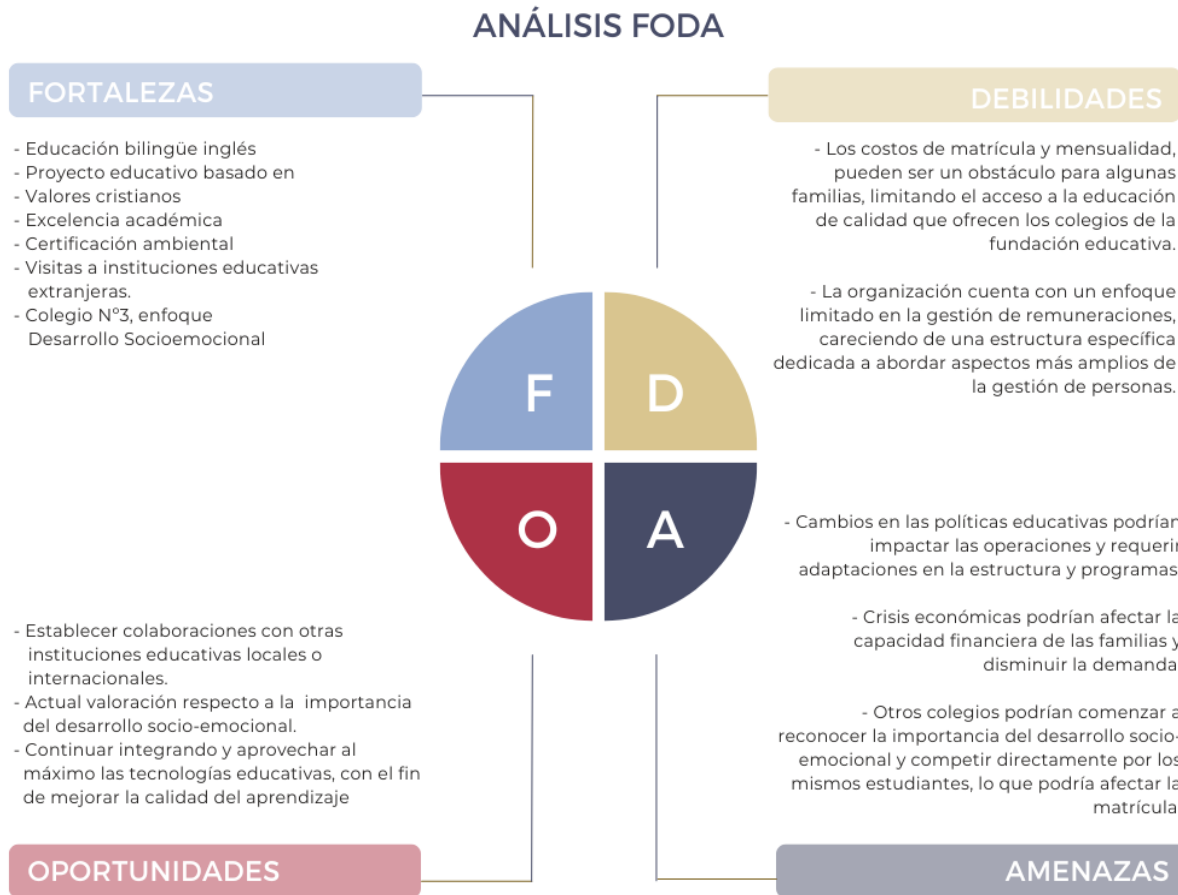 ANÁLISIS FODA
FORTALEZAS
- Educación bilingüe inglés
- Proyecto educativo basado en
- Valores cristianos
- Excelencia académica
- Certificación ambiental
- Visitas a instituciones educativas
extranjeras.
- Colegio Nº3, enfoque
Desarrollo Socioemocional
DEBILIDADES
- Los costos de matrícula y mensualidad,
pueden ser un obstáculo para algunas
familias, limitando el acceso a la educación
de calidad que ofrecen los colegios de la
fundación educativa.
- La organización cuenta con un enfoque
limitado en la gestión de remuneraciones,
careciendo de una estructura específica
dedicada a abordar aspectos más amplios de
la gestión de personas.
F
D
O
A
- Establecer colaboraciones con otras
instituciones educativas locales o
internacionales.
- Actual valoración respecto a la importancia
del desarrollo socio-emocional.
- Continuar integrando y aprovechar al
máximo las tecnologías educativas, con el fin
de mejorar la calidad del aprendizaje
OPORTUNIDADES
- Cambios en las políticas educativas podrían
impactar las operaciones y requerir
adaptaciones en la estructura y programas
- Crisis económicas podrían afectar la
capacidad financiera de las familias y
disminuir la demanda
- Otros colegios podrían comenzar a
reconocer la importancia del desarrollo socio-
emocional y competir directamente por los
mismos estudiantes, lo que podría afectar la
matrícula
AMENAZAS